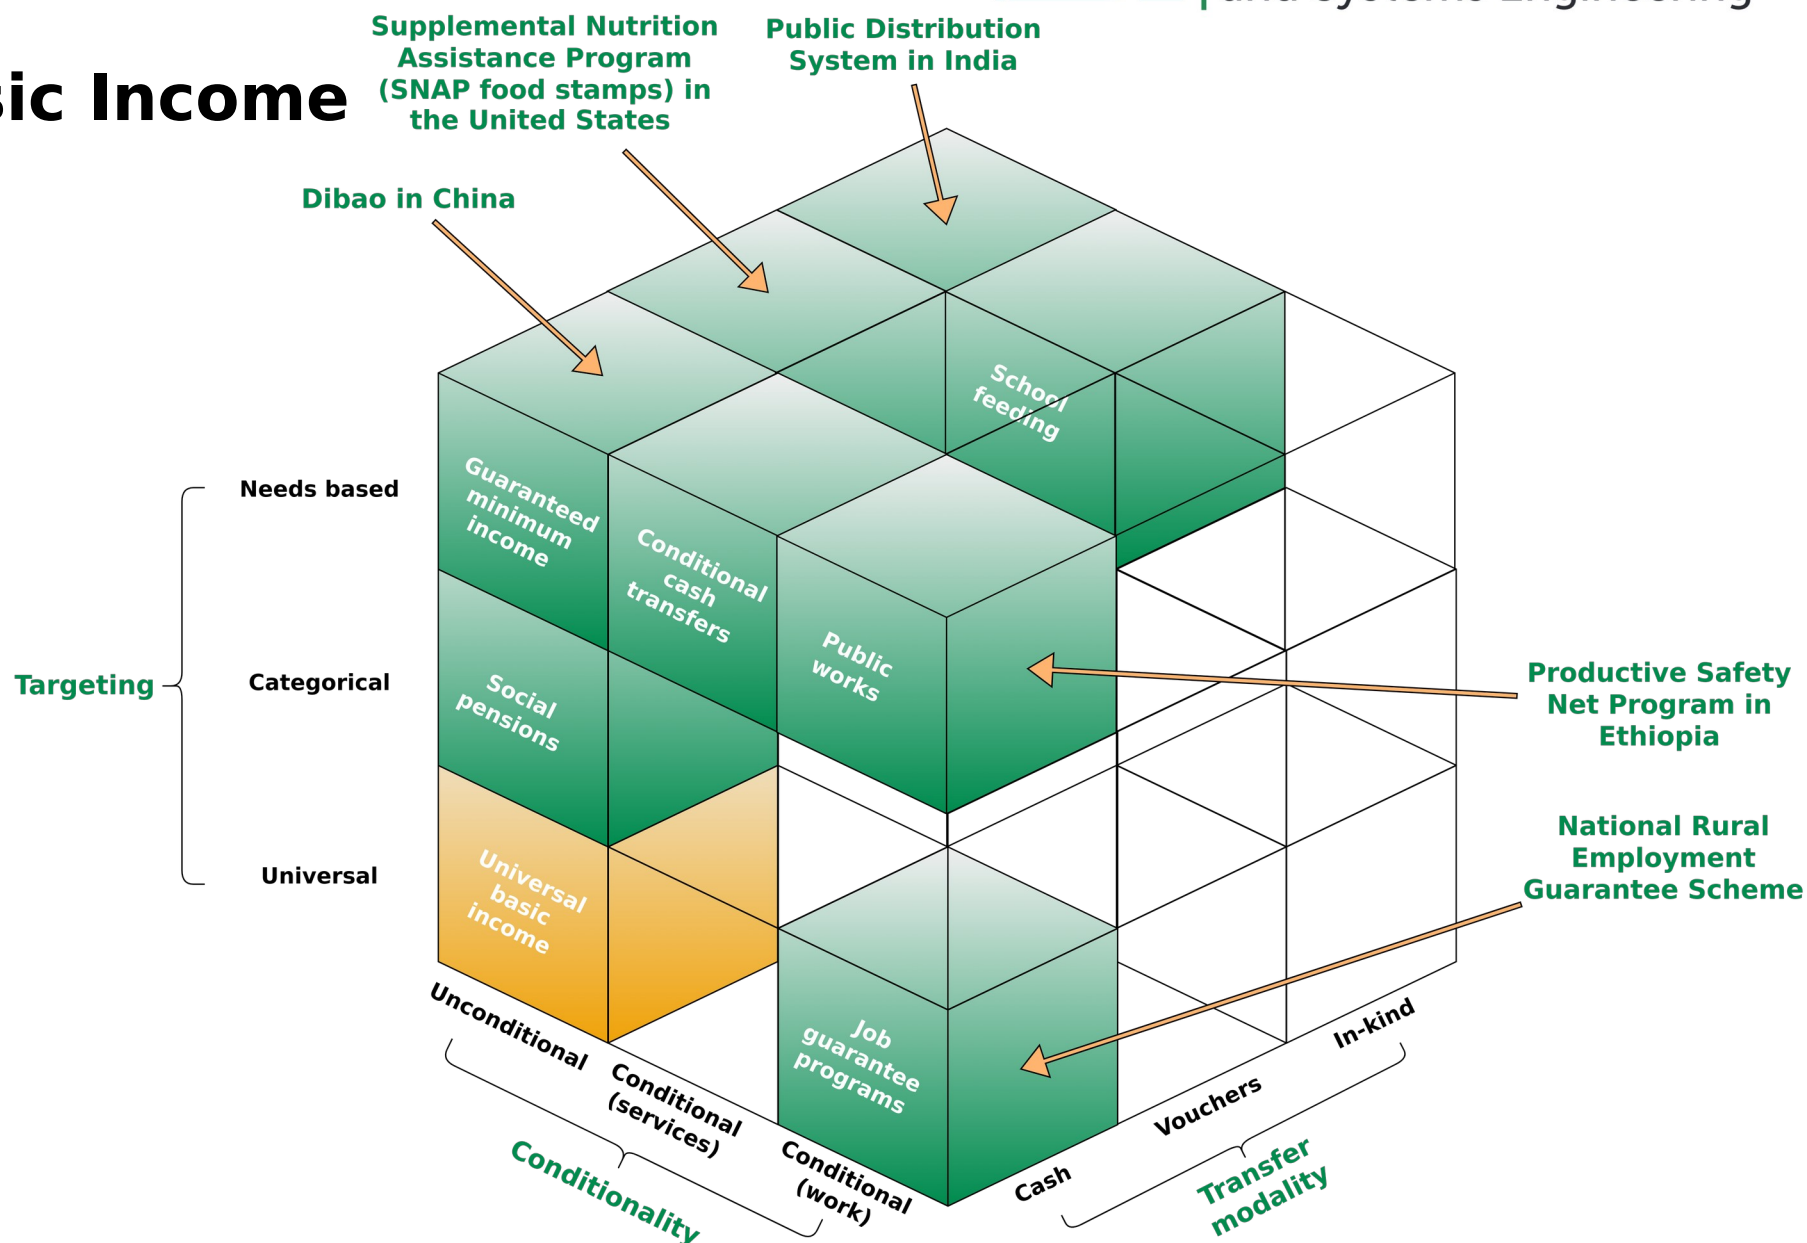 and Systems Engineering
sic Income
Supplemental Nutrition
Assistance Program
(SNAP food stamps) in
the United States
Public Distribution
System in India
Dibao in China
School
feeding
Needs based
Guaranteed
minimum
income
Conditional
cash
transfers
Public
works
Targeting
Categorical
Social
pensions
Productive Safety
Net Program in
Ethiopia
Universal
Universal
basic
income
National Rural
Employment
Guarantee Scheme
Job
guarantee
programs
Unconditional
Conditional
(services)
Conditional
(work)
Cash
Vouchers
In-kind
Conditionality
Transfer
modality